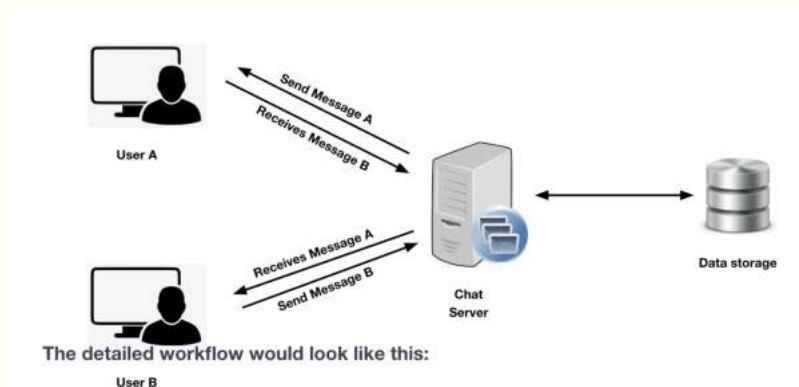 Send Message A
Receives Message B
User A
Receives Message A
Send Message B
Chat
Server
Data storage
The detailed workflow would look like this:
User B